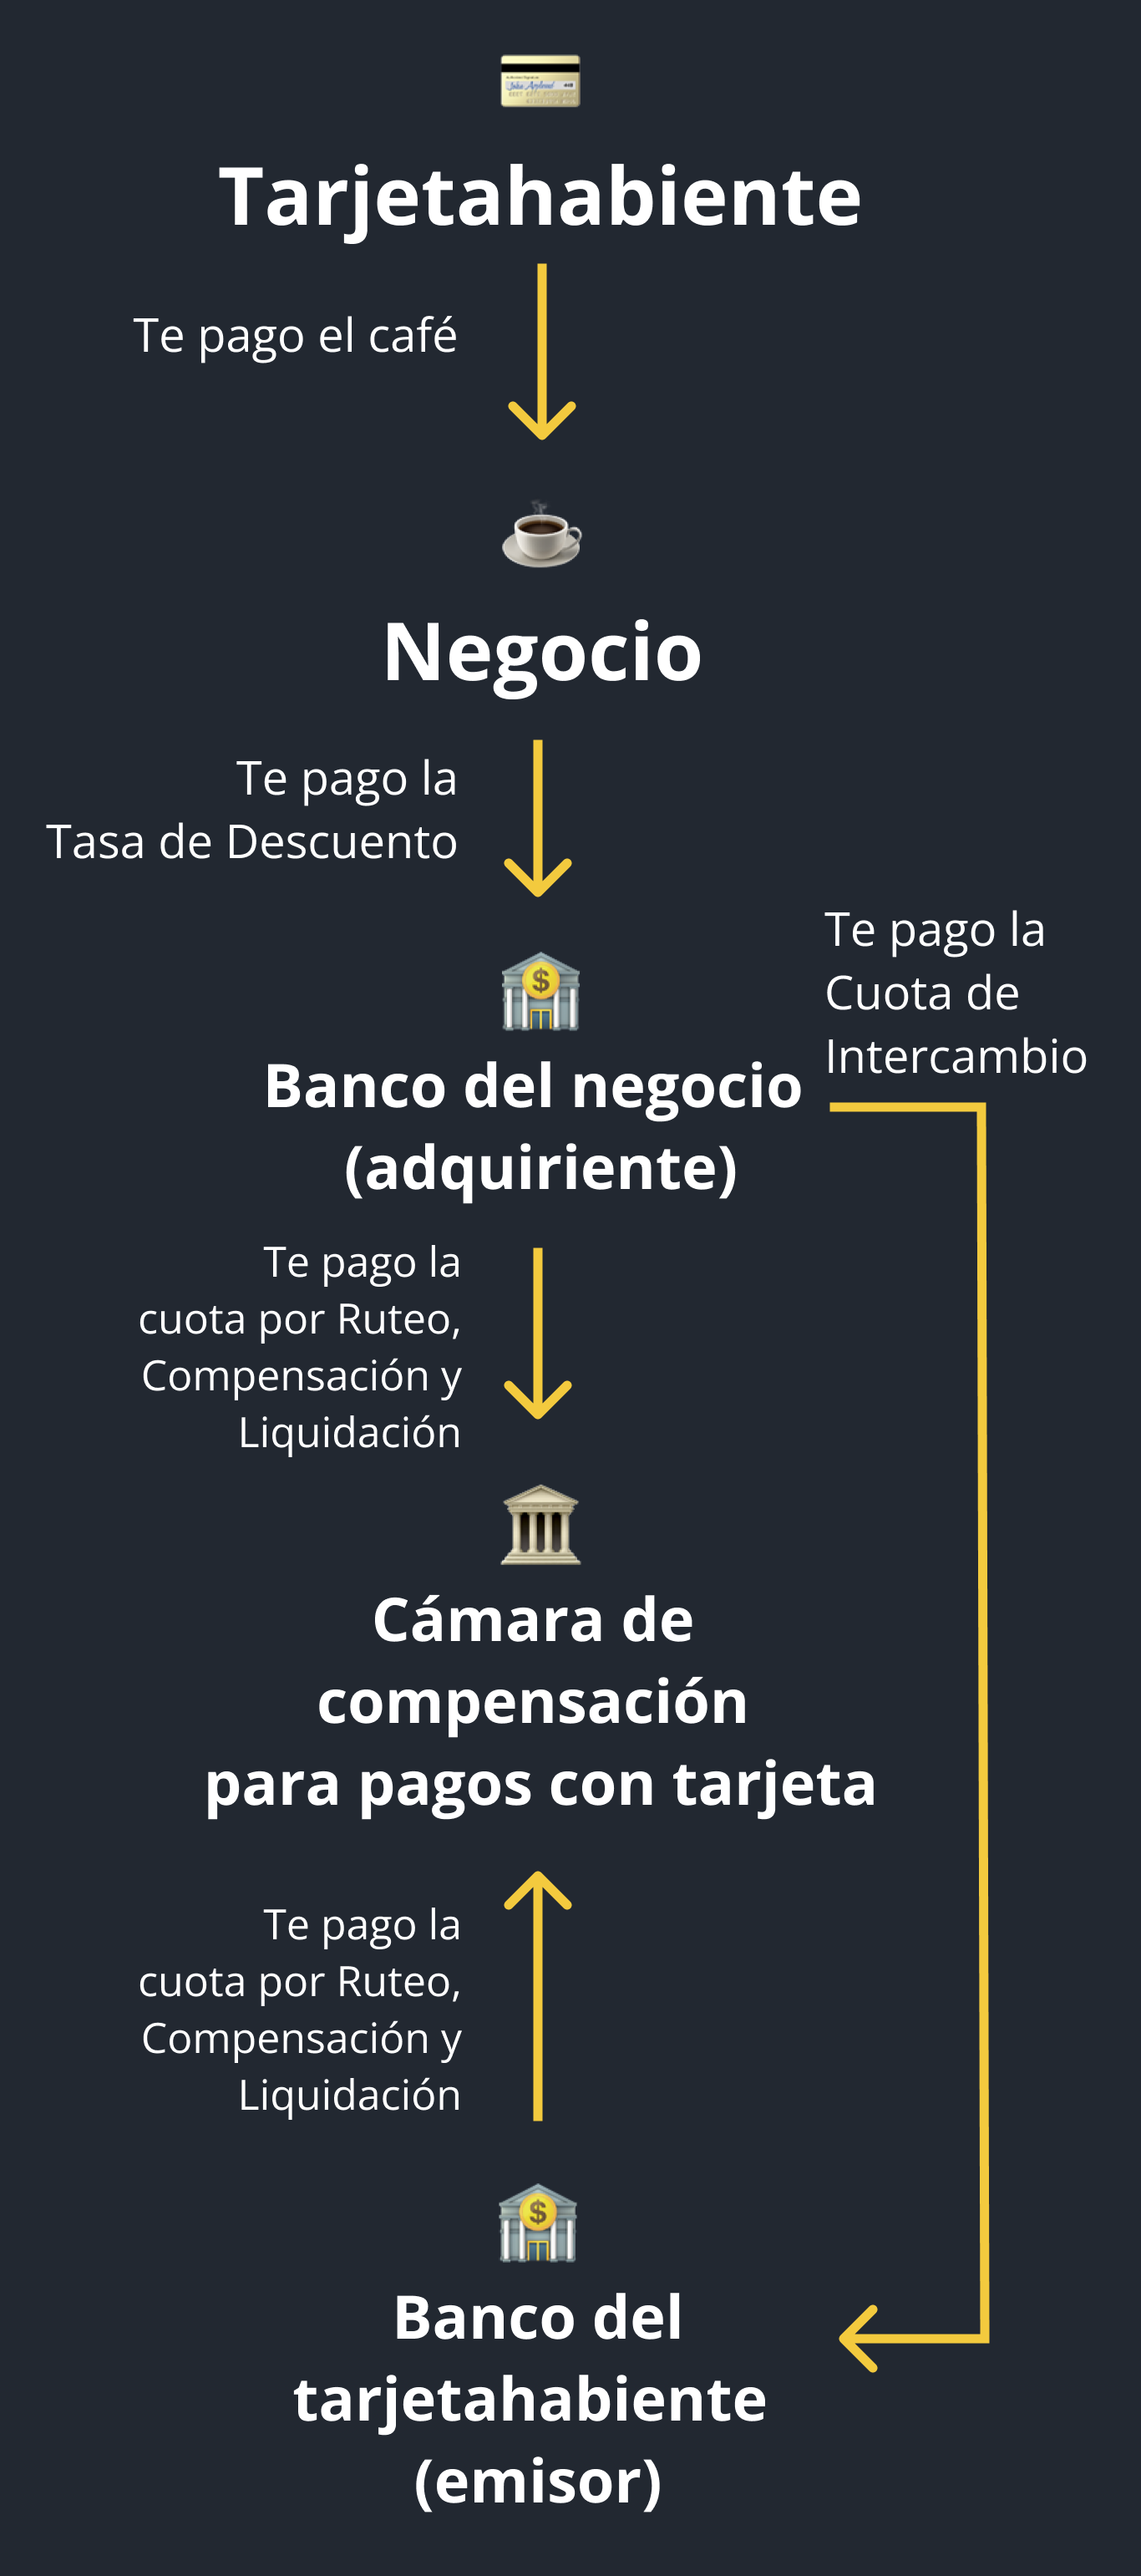 Tarjetahabiente
Te pago el café
Negocio
Te pago la
Tasa de Descuento
Te pago la
Cuota de
Intercambio
Banco del negocio
(adquiriente)
Te pago la
cuota por Ruteo,
Compensación y
Liquidación
Cámara de
compensación
para pagos con tarjeta
Te pago la
cuota por Ruteo,
Compensación y
Liquidación
Banco del
tarjetahabiente
(emisor)